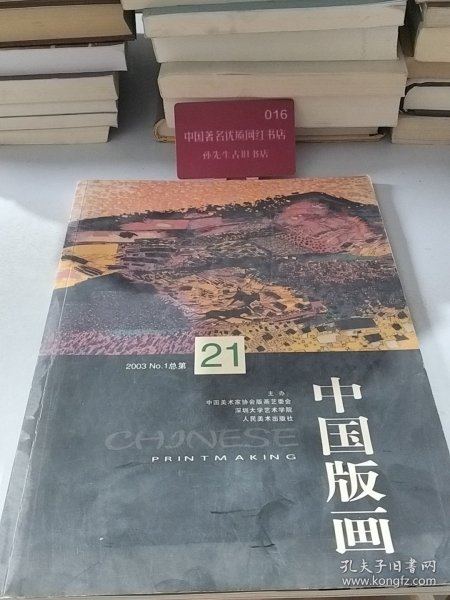 016
中国著名优质网红书店
孙先生古旧书店
2003 No.1总第
21
主办
中国美术家协会版画艺委会
深圳大学艺术学院
人民美术出版社
CHINESE
PRINTMAKING
中国版画
孔夫子旧书网
www.kongfz.com